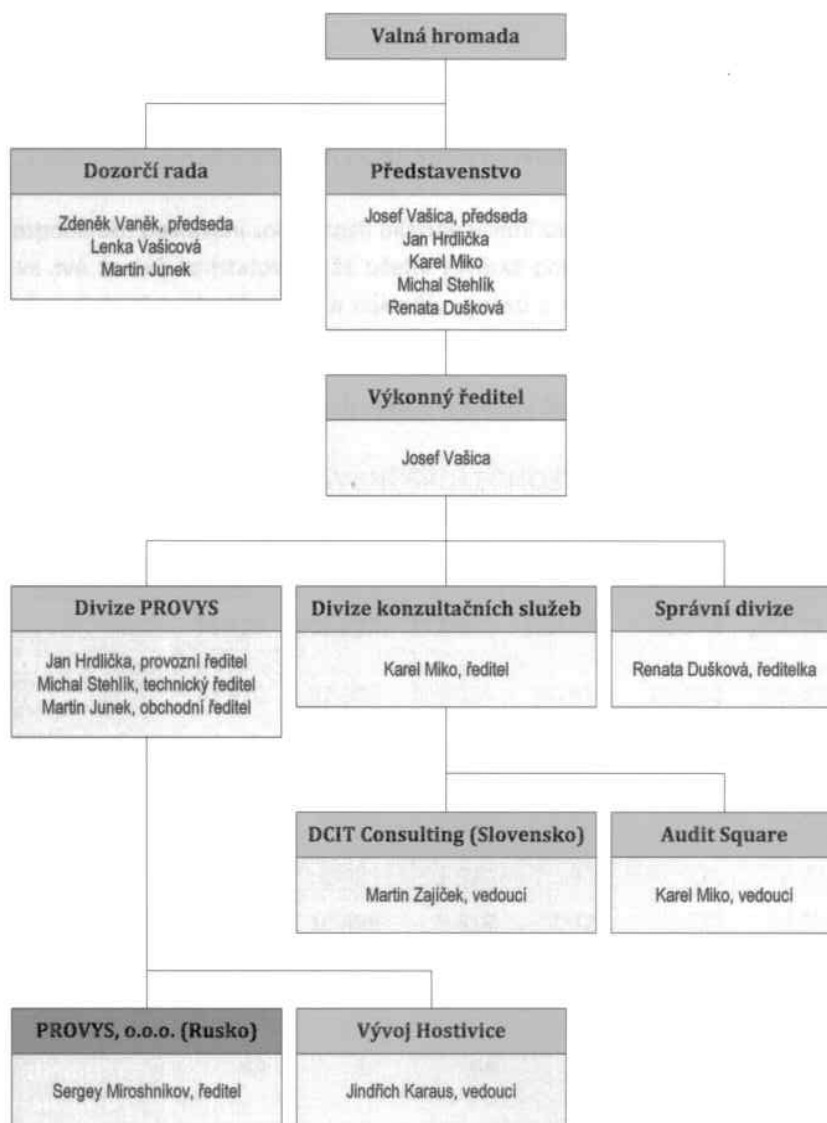 Valná hromada
Dozorčí rada
Zdeněk Vaněk, předseda
Lenka Vašicová
Martin Junek
Představenstvo
Josef Vašica, předseda
Jan Hrdlička
Karel Miko
Michal Stehlík
Renata Dušková
Výkonný ředitel
Josef Vašica
Divize PROVYS
Jan Hrdlička, provozní ředitel
Michal Stehlík, technický ředitel
Martin Junek, obchodní ředitel
Divize konzultačních služeb
Karel Miko, ředitel
Správní divize
Renata Dušková, ředitelka
DCIT Consulting (Slovensko)
Martin Zajíček, vedoucí
Audit Square
Karel Miko, vedoucí
PROVYS, o.o.o. (Rusko)
Sergey Miroshnikov, ředitel
Vývoj Hostivice
Jindřich Karaus, vedoucí